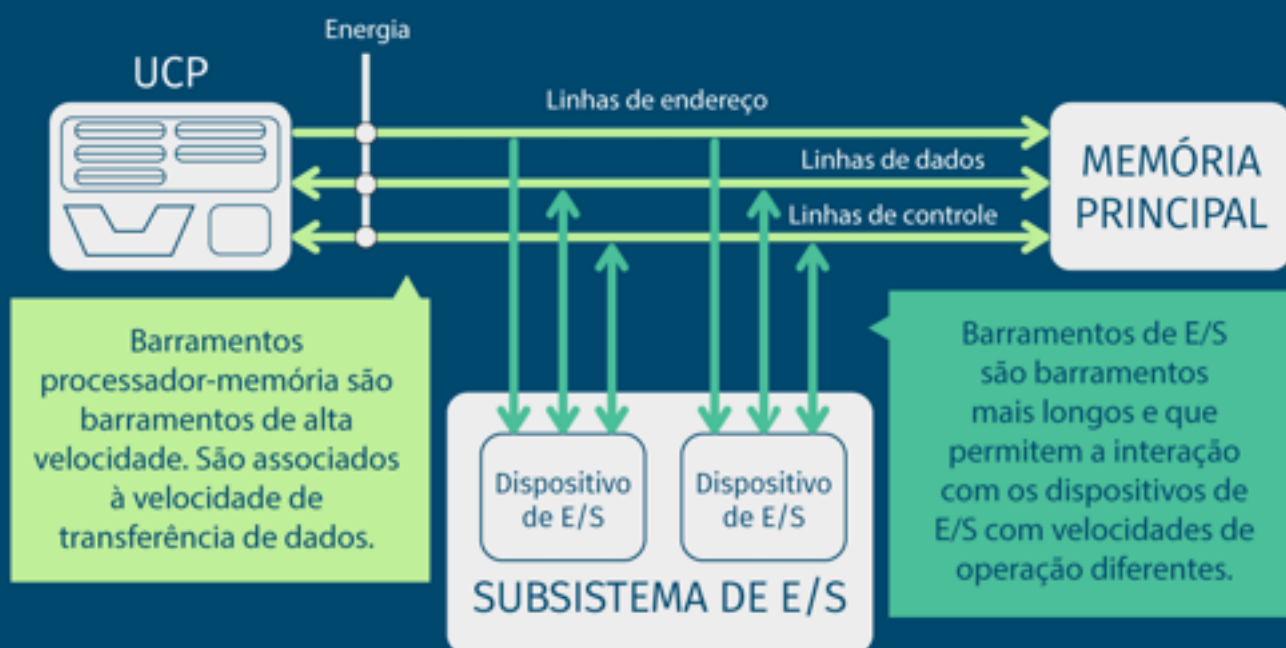 Energia
UCP
Linhas de endereço
Linhas de dados
Linhas de controle
MEMÓRIA
PRINCIPAL
Barramentos
processador-memória são
barramentos de alta
velocidade. São associados
à velocidade de
transferência de dados.
Barramentos de E/S
são barramentos
mais longos e que
permitem a interação
com os dispositivos de
E/S com velocidades de
operação diferentes.
Dispositivo
de E/S
Dispositivo
de E/S
SUBSISTEMA DE E/S